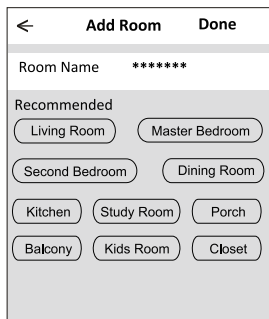 Add Room Done
Room Name *******
Recommended
Living Room Master Bedroom
Second Bedroom Dining Room
Kitchen Study Room Porch
Balcony Kids Room Closet